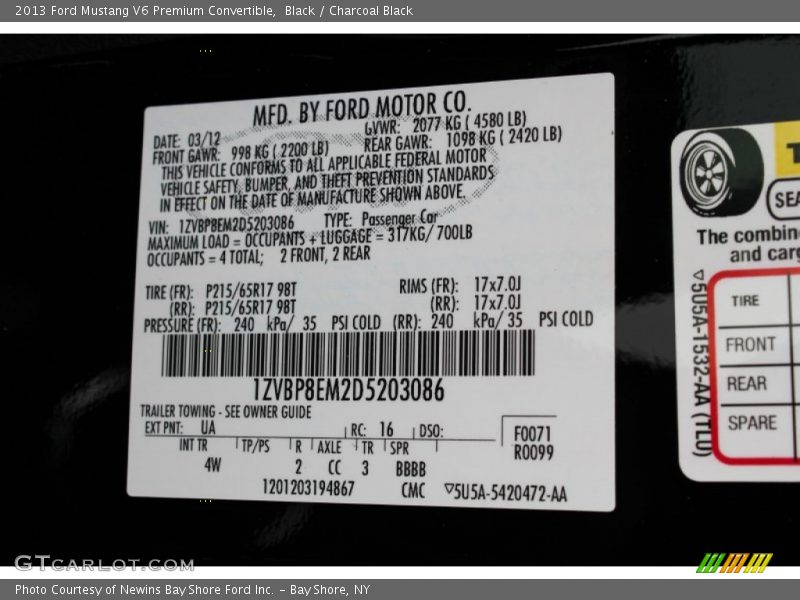 2013 Ford Mustang V6 Premium Convertible,  Black / Charcoal Black
MFD. BY FORD MOTOR CO.
DATE: 03/12 GVWR: 2077 KG ( 4580 LB)
FRONT GAWR: 998 KG ( 2200 LB) REAR GAWR: 1098 KG ( 2420 LB)
THIS VEHICLE CONFORMS TO ALL APPLICABLE FEDERAL MOTOR
VEHICLE SAFETY, BUMPER, AND THEFT PREVENTION STANDARDS
IN EFFECT ON THE DATE OF MANUFACTURE SHOWN ABOVE.
VIN: 1ZVBP8EM2D5203086 TYPE: Passenger Car
MAXIMUM LOAD = OCCUPANTS + LUGGAGE = 317KG/ 700LB
OCCUPANTS = 4 TOTAL; 2 FRONT, 2 REAR
TIRE (FR): P215/65R17 98T RIMS (FR): 17x7.0J
(RR): P215/65R17 98T (RR): 17x7.0J
PRESSURE (FR): 240 kPa/ 35 PSI COLD (RR): 240 kPa/ 35 PSI COLD
1ZVBP8EM2D5203086
TRAILER TOWING - SEE OWNER GUIDE
EXT PNT: UA RC: 16 DSO: F0071
INT TR TP/PS R AXLE TR SPR R0099
4W 2 CC 3 BBBB
1201203194867 CMC ▽5U5A-5420472-AA
SEA
The combin
and carg
TIRE
FRONT
REAR
SPARE
▽5U5A-1532-AA (TLU)
GTCARLOT.COM
Photo Courtesy of Newins Bay Shore Ford Inc. - Bay Shore, NY